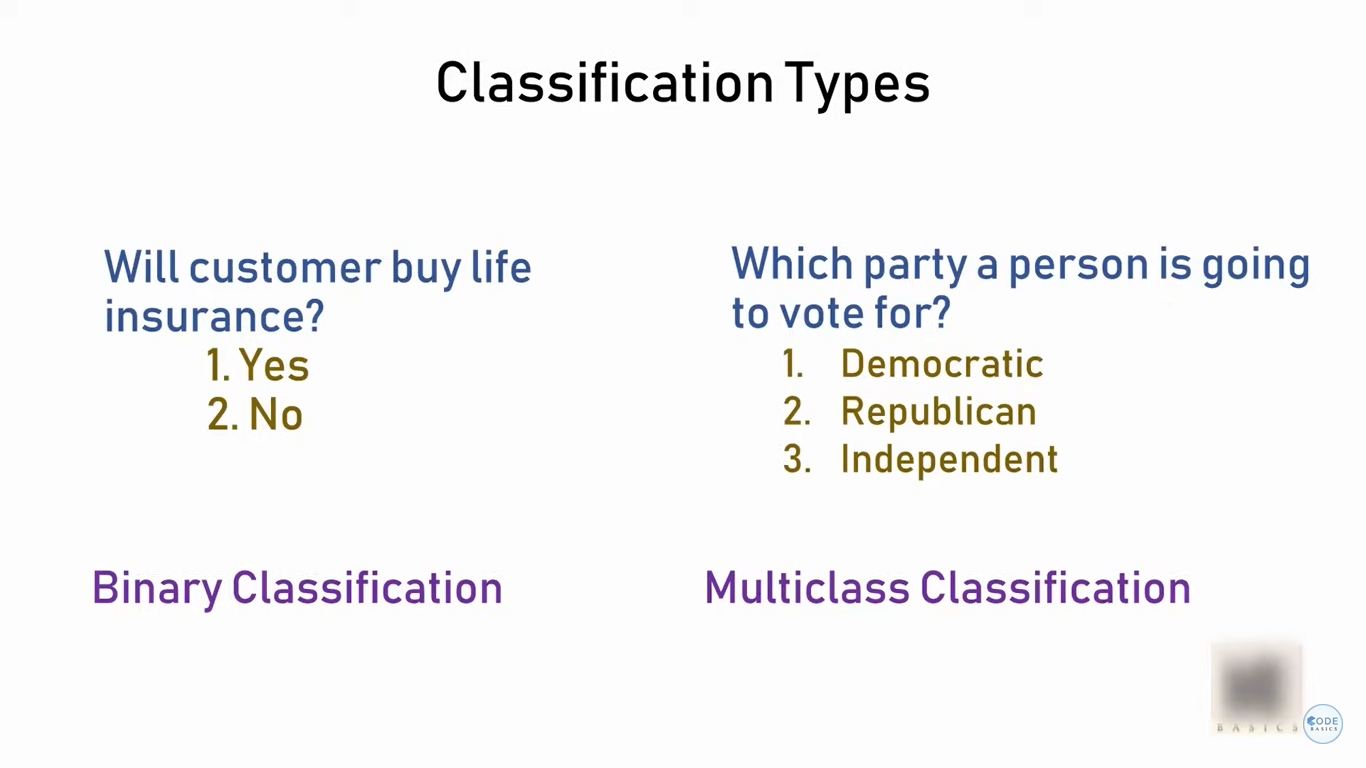 Classification Types
Will customer buy life
insurance?
1. Yes
2. No
Which party a person is going
to vote for?
1. Democratic
2. Republican
3. Independent
Binary Classification
Multiclass Classification
BASICS
CODE
BASICS